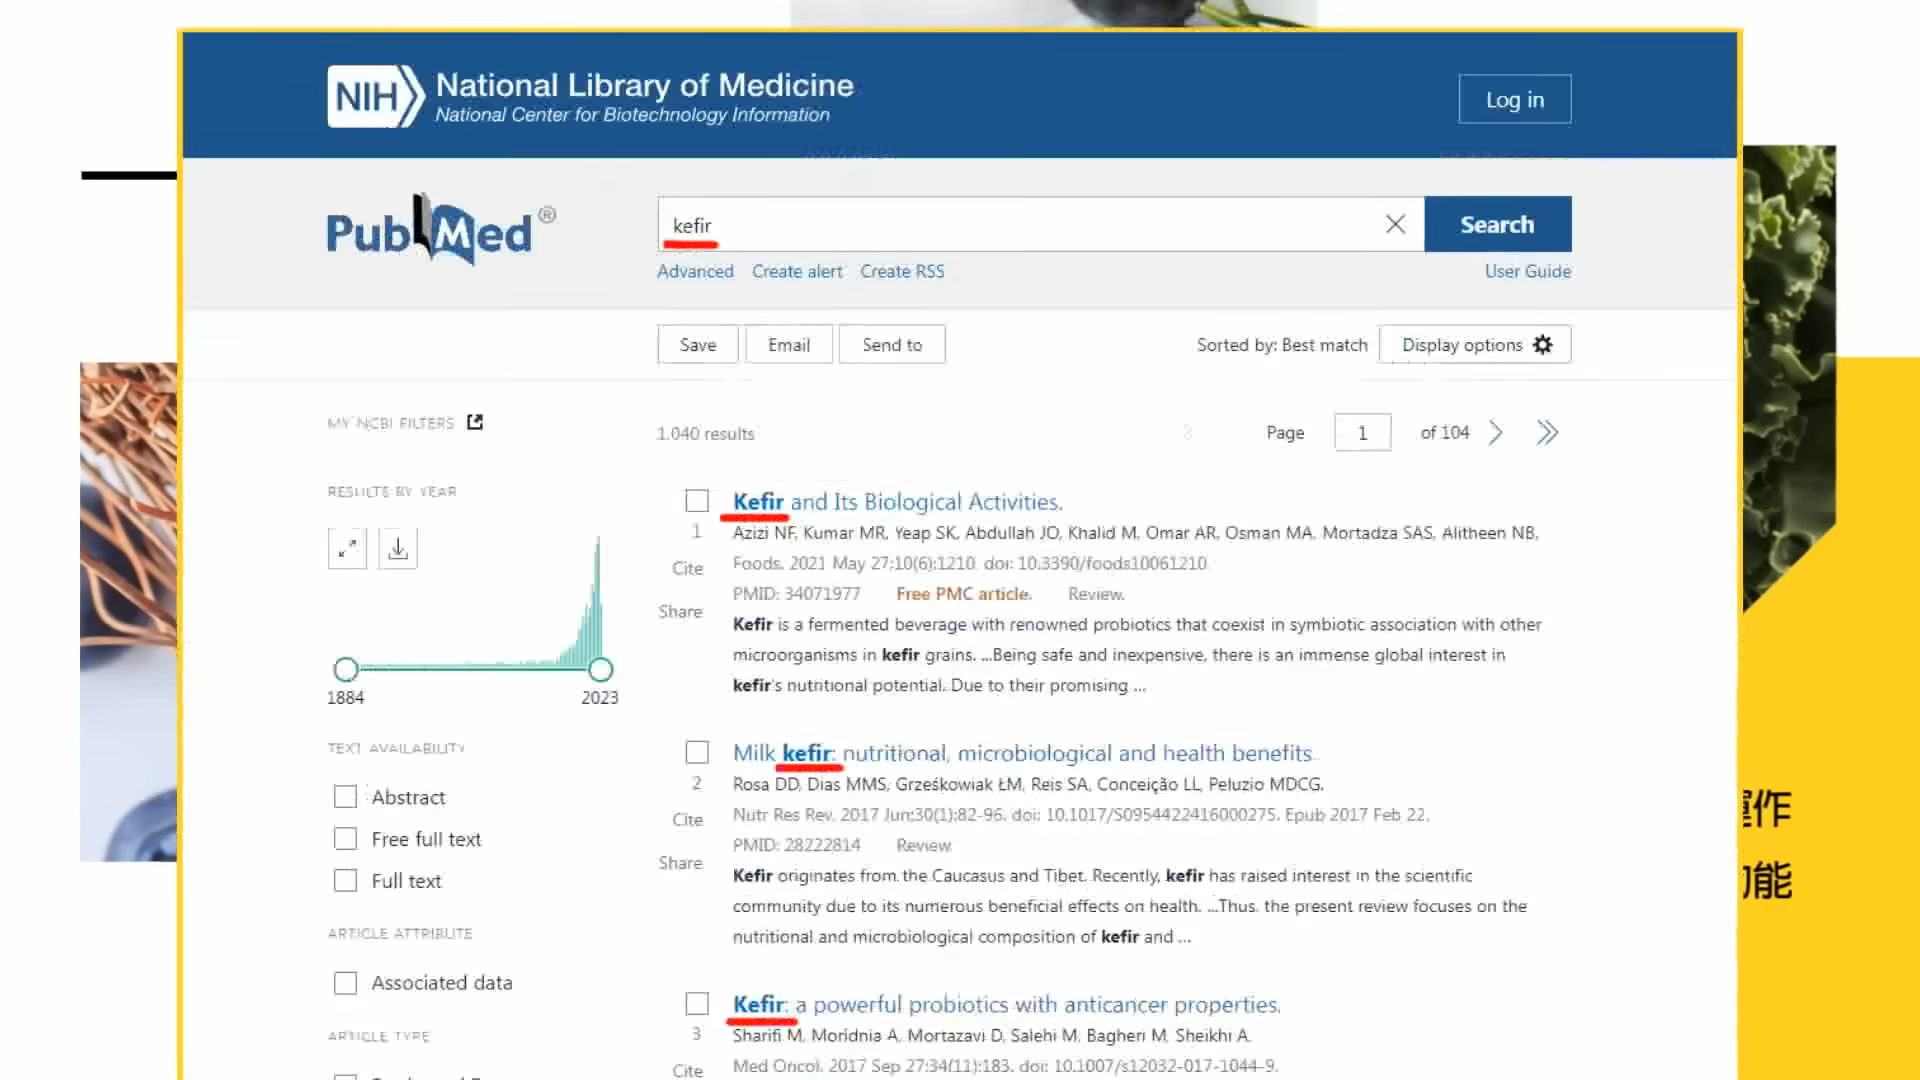 NIH National Library of Medicine
National Center for Biotechnology Information
Log in
PubMed®
kefir
Search
Advanced Create alert Create RSS
User Guide
Save Email Send to
Sorted by: Best match
Display options
MY NCBI FILTERS
1,040 results
Page 1 of 104
RESULTS BY YEAR
1884 2023
TEXT AVAILABILITY
Abstract
Free full text
Full text
ARTICLE ATTRIBUTE
Associated data
ARTICLE TYPE
Kefir and Its Biological Activities.
1
Azizi NF, Kumar MR, Yeap SK, Abdullah JO, Khalid M, Omar AR, Osman MA, Mortadza SAS, Alitheen NB.
Cite
Foods. 2021 May 27;10(6):1210. doi: 10.3390/foods10061210.
PMID: 34071977 Free PMC article. Review.
Share
Kefir is a fermented beverage with renowned probiotics that coexist in symbiotic association with other
microorganisms in kefir grains. ...Being safe and inexpensive, there is an immense global interest in
kefir's nutritional potential. Due to their promising ...
Milk kefir: nutritional, microbiological and health benefits.
2
Rosa DD, Dias MMS, Grześkowiak ŁM, Reis SA, Conceição LL, Peluzio MDCG.
Cite
Nutr Res Rev. 2017 Jun;30(1):82-96. doi: 10.1017/S0954422416000275. Epub 2017 Feb 22.
PMID: 28222814 Review.
Share
Kefir originates from the Caucasus and Tibet. Recently, kefir has raised interest in the scientific
community due to its numerous beneficial effects on health. ...Thus, the present review focuses on the
nutritional and microbiological composition of kefir and ...
Kefir: a powerful probiotics with anticancer properties.
3
Sharifi M, Moridnia A, Mortazavi D, Salehi M, Bagheri M, Sheikhi A.
Cite
Med Oncol. 2017 Sep 27;34(11):183. doi: 10.1007/s12032-017-1044-9.
作
能